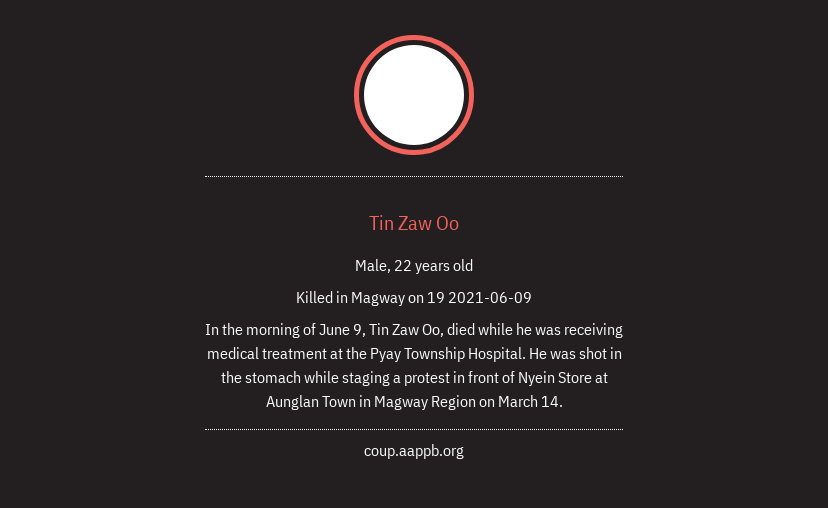 Tin Zaw Oo
Male, 22 years old
Killed in Magway on 19 2021-06-09
In the morning of June 9, Tin Zaw Oo, died while he was receiving
medical treatment at the Pyay Township Hospital. He was shot in
the stomach while staging a protest in front of Nyein Store at
Aunglan Town in Magway Region on March 14.
coup.aappb.org